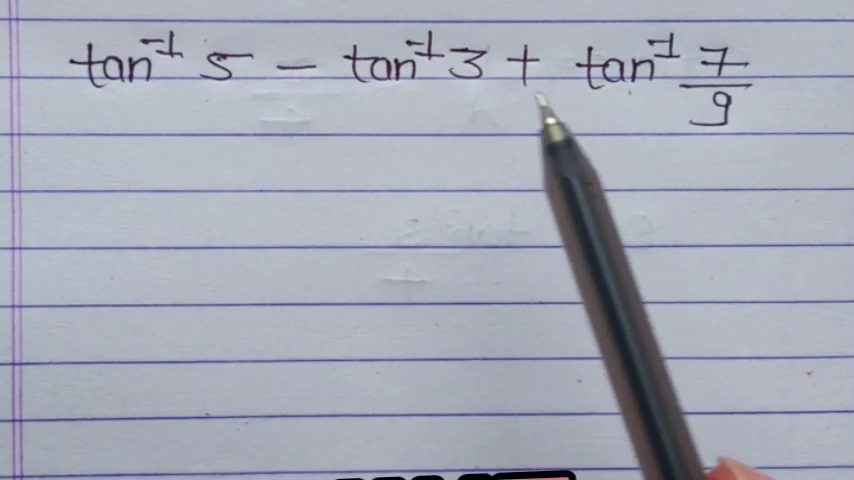 tan⁻¹ 5 − tan⁻¹ 3 + tan⁻¹ 7/9